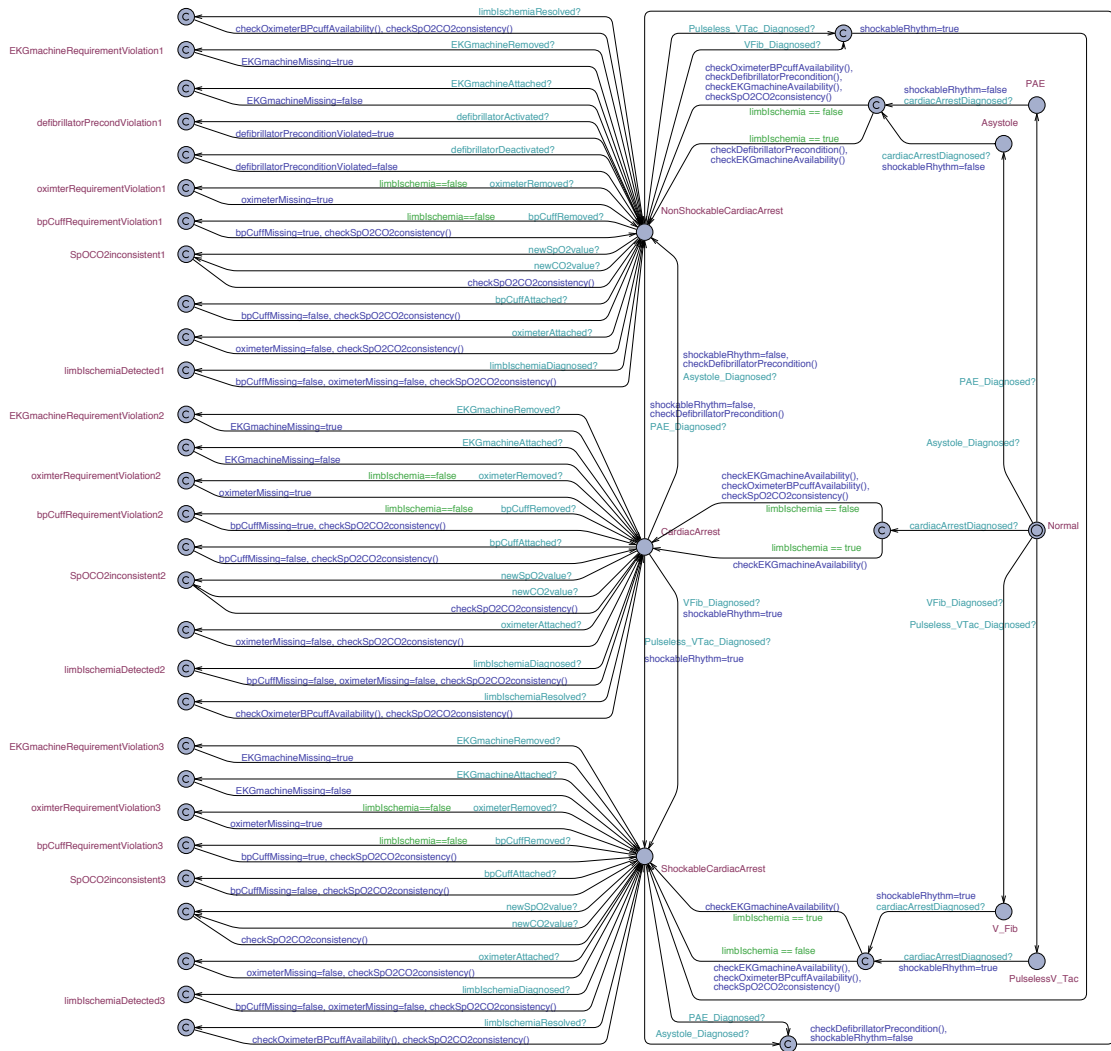 limbIschemiaResolved?
C
checkOximeterBPcuffAvailability(), checkSpO2CO2consistency()
EKGmachineRequirementViolation1
EKGmachineRemoved?
C
EKGmachineMissing=true
EKGmachineAttached?
C
EKGmachineMissing=false
defibrillatorPrecondViolation1
defibrillatorActivated?
C
defibrillatorPreconditionViolated=true
defibrillatorDeactivated?
C
defibrillatorPreconditionViolated=false
oximterRequirementViolation1
limbIschemia==false oximeterRemoved?
C
oximeterMissing=true
bpCuffRequirementViolation1
limbIschemia==false bpCuffRemoved?
C
bpCuffMissing=true, checkSpO2consistency()
SpOCO2inconsistent1
newSpO2value?
C
newCO2value?
checkSpO2CO2consistency()
bpCuffAttached?
C
bpCuffMissing=false, checkSpO2CO2consistency()
oximeterAttached?
C
oximeterMissing=false, checkSpO2CO2consistency()
limbIschemiaDetected1
limbIschemiaDiagnosed?
C
bpCuffMissing=false, oximeterMissing=false, checkSpO2CO2consistency()
NonShockableCardiacArrest
Pulseless_VTac_Diagnosed?
C
shockableRhythm=true
VFib_Diagnosed?
checkOximeterBPcuffAvailability(),
checkDefibrillatorPrecondition(),
checkEKGmachineAvailability(),
checkSpO2CO2consistency()
limbIschemia == false
C
shockableRhythm=false
cardiacArrestDiagnosed?
PAE
limbIschemia == true
checkDefibrillatorPrecondition(),
checkEKGmachineAvailability()
Asystole
cardiacArrestDiagnosed?
shockableRhythm=false
shockableRhythm=false,
checkDefibrillatorPrecondition()
Asystole_Diagnosed?
shockableRhythm=false,
checkDefibrillatorPrecondition()
PAE_Diagnosed?
PAE_Diagnosed?
Asystole_Diagnosed?
EKGmachineRequirementViolation2
EKGmachineRemoved?
C
EKGmachineMissing=true
EKGmachineAttached?
C
EKGmachineMissing=false
oximterRequirementViolation2
limbIschemia==false oximeterRemoved?
C
oximeterMissing=true
bpCuffRequirementViolation2
limbIschemia==false bpCuffRemoved?
C
bpCuffMissing=true, checkSpO2CO2consistency()
bpCuffAttached?
C
bpCuffMissing=false, checkSpO2CO2consistency()
SpOCO2inconsistent2
newSpO2value?
C
newCO2value?
checkSpO2CO2consistency()
oximeterAttached?
C
oximeterMissing=false, checkSpO2CO2consistency()
limbIschemiaDetected2
limbIschemiaDiagnosed?
C
bpCuffMissing=false, oximeterMissing=false, checkSpO2CO2consistency()
limbIschemiaResolved?
C
checkOximeterBPcuffAvailability(), checkSpO2CO2consistency()
CardiacArrest
checkEKGmachineAvailability(),
checkOximeterBPcuffAvailability(),
checkSpO2CO2consistency()
limbIschemia == false
C
cardiacArrestDiagnosed?
Normal
limbIschemia == true
checkEKGmachineAvailability()
VFib_Diagnosed?
shockableRhythm=true
Pulseless_VTac_Diagnosed?
shockableRhythm=true
VFib_Diagnosed?
Pulseless_VTac_Diagnosed?
EKGmachineRequirementViolation3
EKGmachineRemoved?
C
EKGmachineMissing=true
EKGmachineAttached?
C
EKGmachineMissing=false
oximterRequirementViolation3
limbIschemia==false oximeterRemoved?
C
oximeterMissing=true
bpCuffRequirementViolation3
limbIschemia==false bpCuffRemoved?
C
bpCuffMissing=true, checkSpO2CO2consistency()
SpOCO2inconsistent3
bpCuffAttached?
C
bpCuffMissing=false, checkSpO2CO2consistency()
newSpO2value?
C
newCO2value?
checkSpO2CO2consistency()
oximeterAttached?
C
oximeterMissing=false, checkSpO2CO2consistency()
limbIschemiaDetected3
limbIschemiaDiagnosed?
C
bpCuffMissing=false, oximeterMissing=false, checkSpO2CO2consistency()
limbIschemiaResolved?
C
checkOximeterBPcuffAvailability(), checkSpO2CO2consistency()
ShockableCardiacArrest
checkEKGmachineAvailability()
limbIschemia == true
shockableRhythm=true
cardiacArrestDiagnosed?
V_Fib
limbIschemia == false
C
cardiacArrestDiagnosed?
shockableRhythm=true
PulselessV_Tac
checkEKGmachineAvailability(),
checkOximeterBPcuffAvailability(),
checkSpO2CO2consistency()
PAE_Diagnosed?
Asystole_Diagnosed?
C
checkDefibrillatorPrecondition(),
shockableRhythm=false